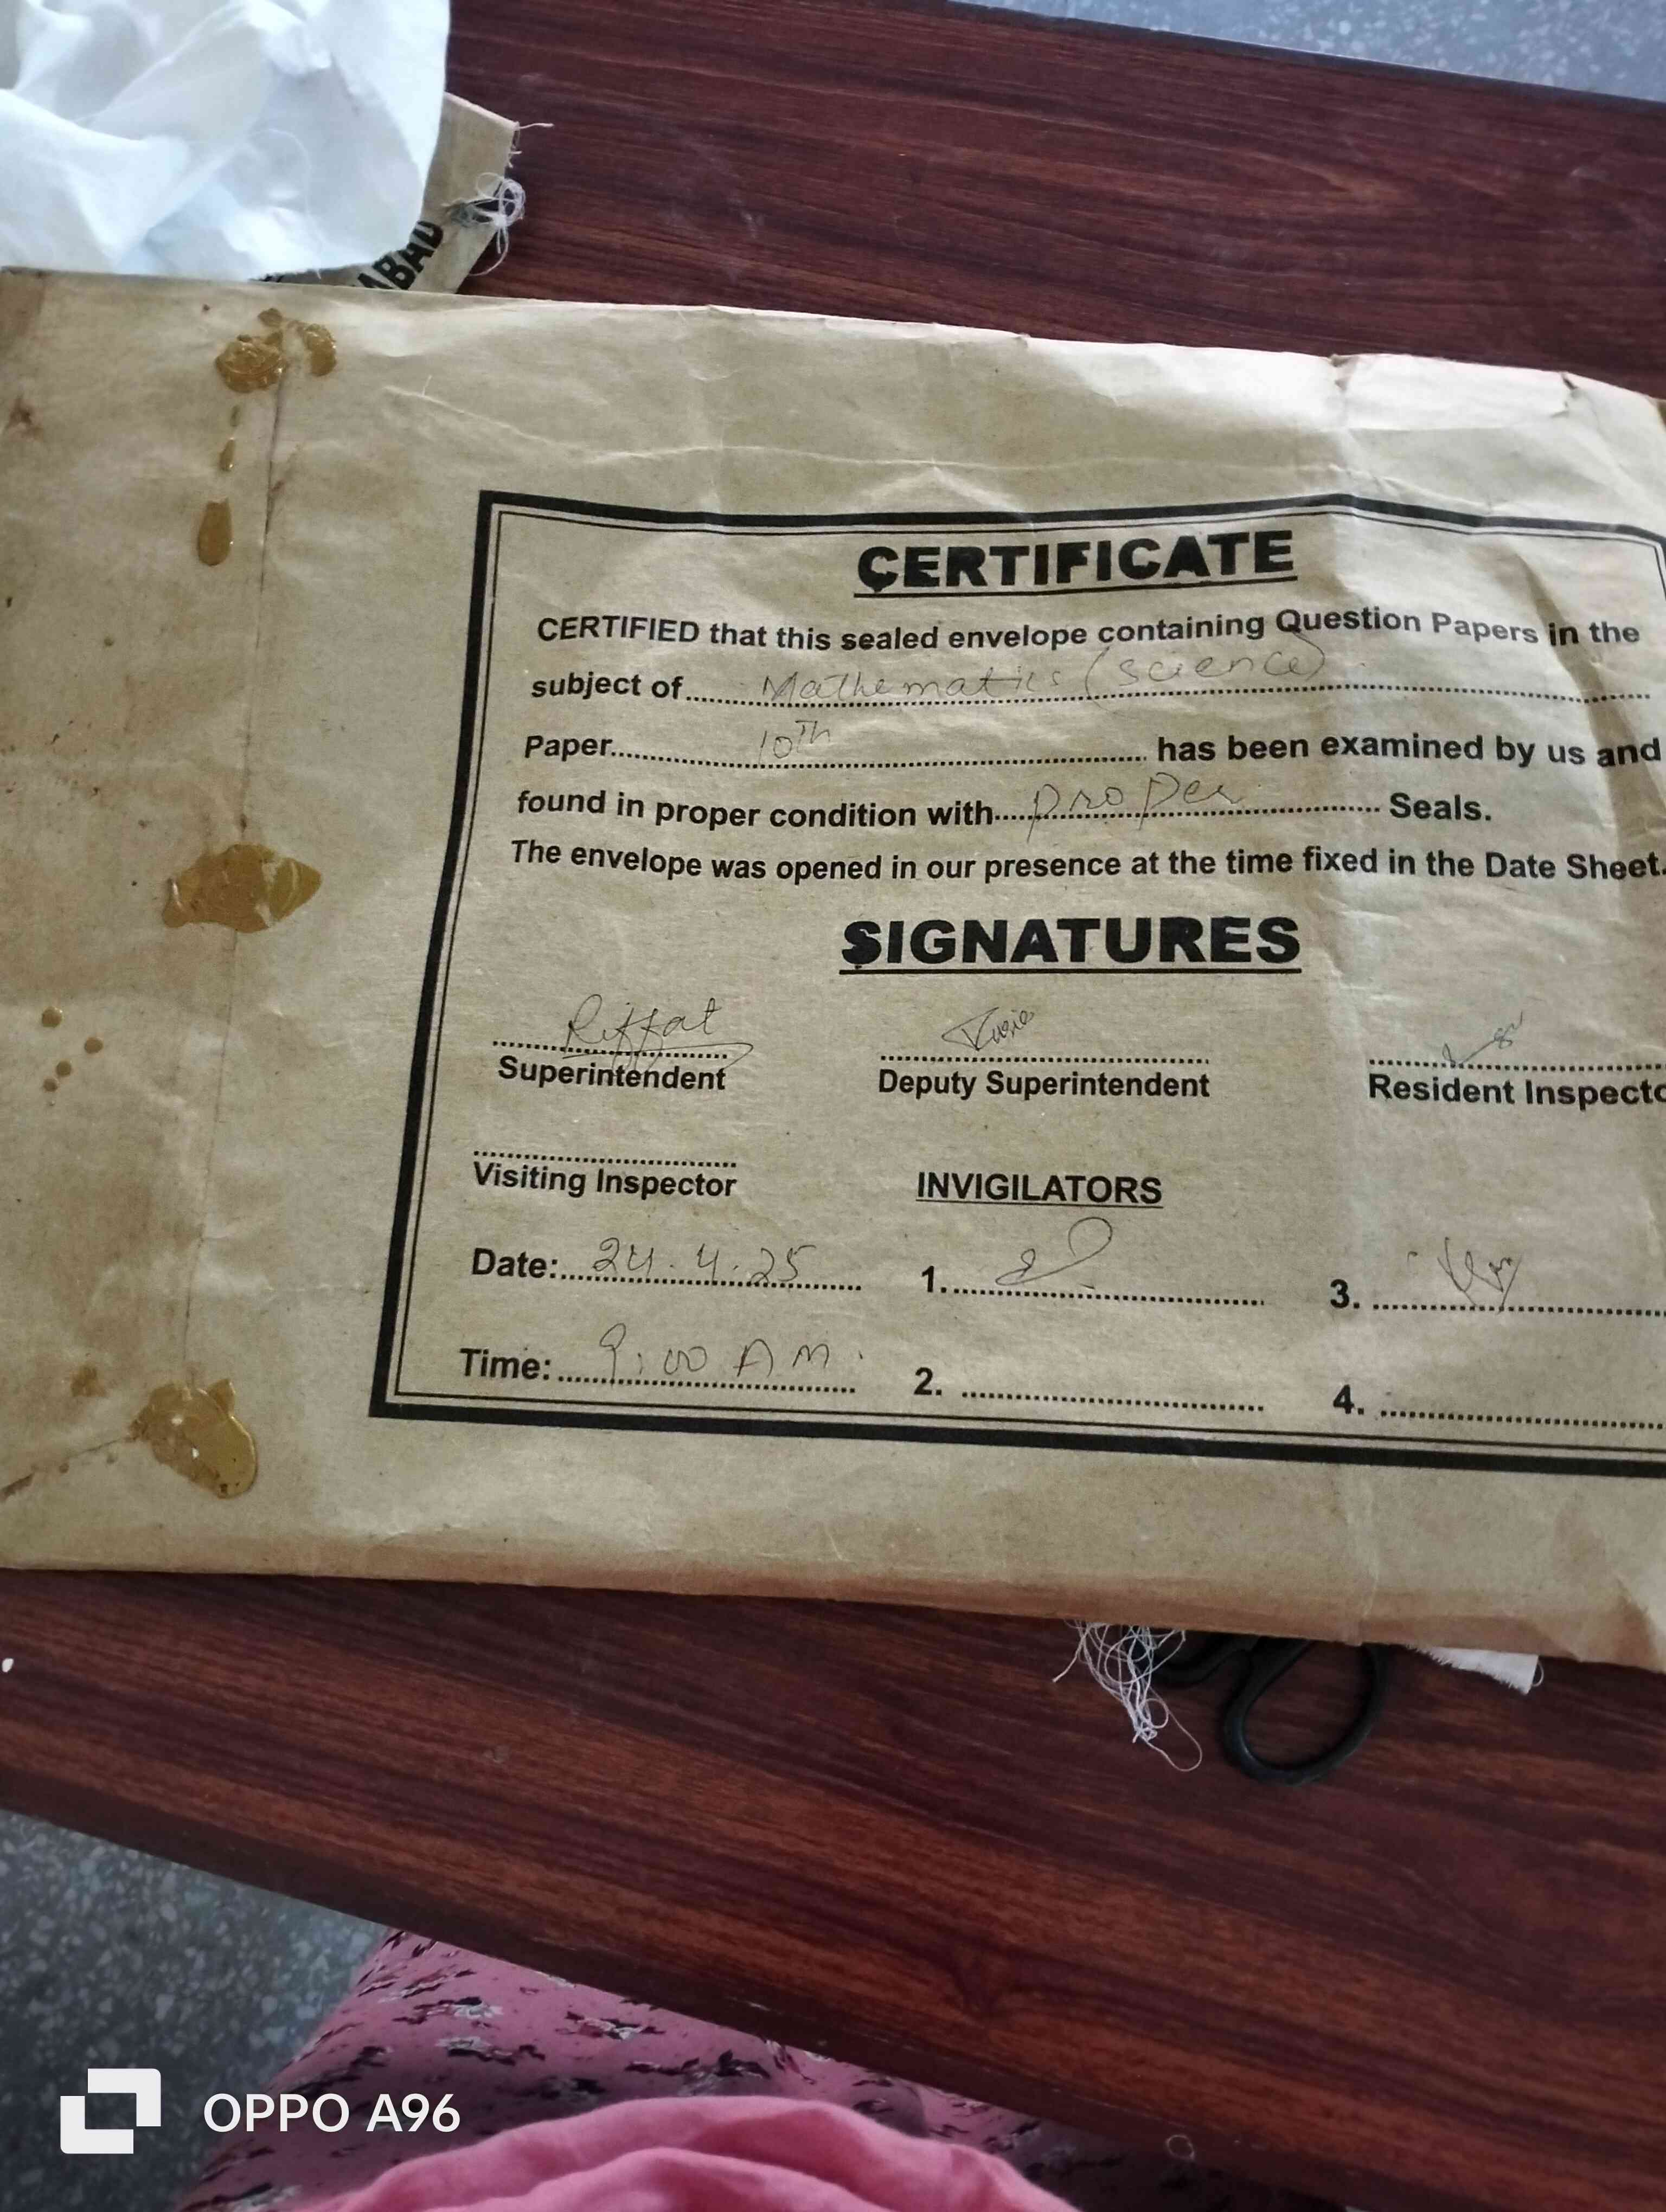 ABAD
CERTIFICATE
CERTIFIED that this sealed envelope containing Question Papers in the
subject of........Mathematics (science)........
Paper........10th........ has been examined by us and
found in proper condition with........proper........ Seals.
The envelope was opened in our presence at the time fixed in the Date Sheet.
SIGNATURES
Riffat
Superintendent Deputy Superintendent Resident Inspecto
Visiting Inspector INVIGILATORS
Date:........24.4.25........ 1......... 3.........
Time:........9:00 AM......... 2......... 4.........
OPPO A96